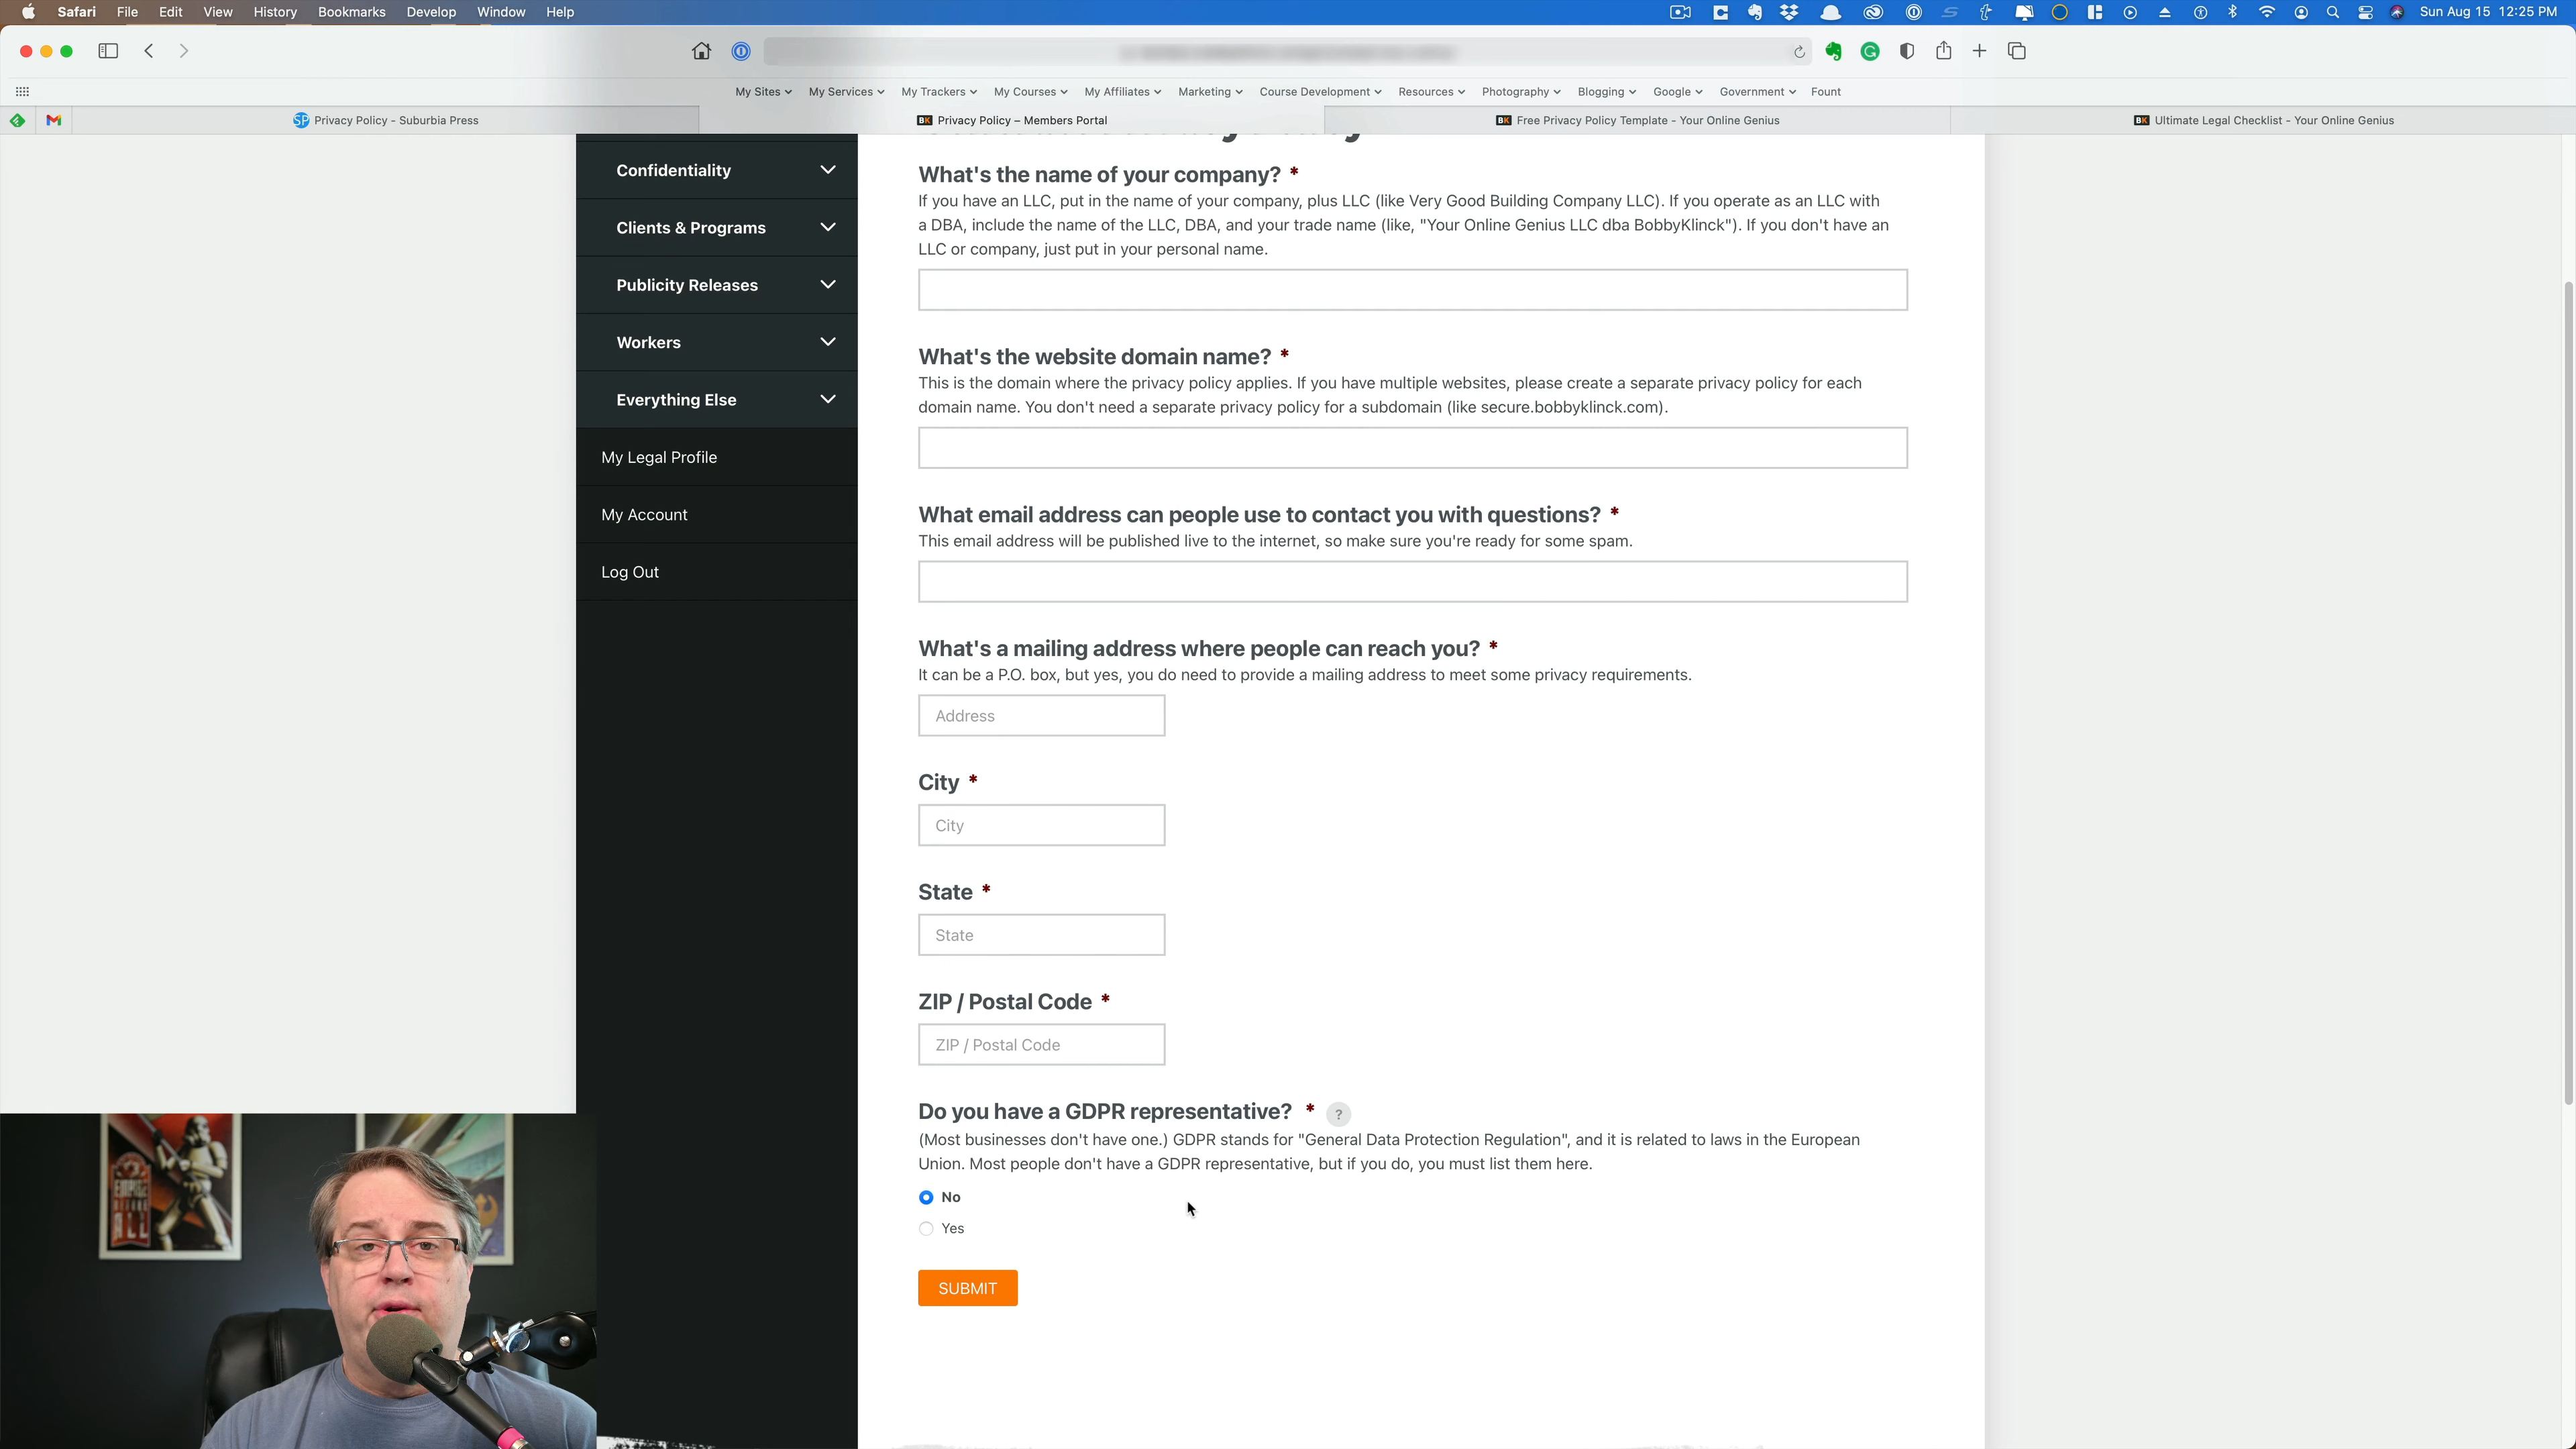 Safari File Edit View History Bookmarks Develop Window Help Sun Aug 15 12:25 PM
My Sites My Services My Trackers My Courses My Affiliates Marketing Course Development Resources Photography Blogging Google Government Fount
SP Privacy Policy - Suburbia Press BK Privacy Policy – Members Portal BK Free Privacy Policy Template - Your Online Genius BK Ultimate Legal Checklist - Your Online Genius
Confidentiality
Clients & Programs
Publicity Releases
Workers
Everything Else
My Legal Profile
My Account
Log Out
What's the name of your company? *
If you have an LLC, put in the name of your company, plus LLC (like Very Good Building Company LLC). If you operate as an LLC with
a DBA, include the name of the LLC, DBA, and your trade name (like, "Your Online Genius LLC dba BobbyKlinck"). If you don't have an
LLC or company, just put in your personal name.
What's the website domain name? *
This is the domain where the privacy policy applies. If you have multiple websites, please create a separate privacy policy for each
domain name. You don't need a separate privacy policy for a subdomain (like secure.bobbyklinck.com).
What email address can people use to contact you with questions? *
This email address will be published live to the internet, so make sure you're ready for some spam.
What's a mailing address where people can reach you? *
It can be a P.O. box, but yes, you do need to provide a mailing address to meet some privacy requirements.
Address
City *
City
State *
State
ZIP / Postal Code *
ZIP / Postal Code
Do you have a GDPR representative? * ?
(Most businesses don't have one.) GDPR stands for "General Data Protection Regulation", and it is related to laws in the European
Union. Most people don't have a GDPR representative, but if you do, you must list them here.
No
Yes
SUBMIT